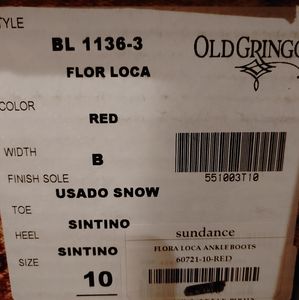 STYLE
BL 1136-3
OLD GRINGO
FLOR LOCA
COLOR
RED
WIDTH
B
551003T10
FINISH SOLE
USADO SNOW
TOE
SINTINO
HEEL
SINTINO
SIZE
10
sundance
FLORA LOCA ANKLE BOOTS
60721-10-RED